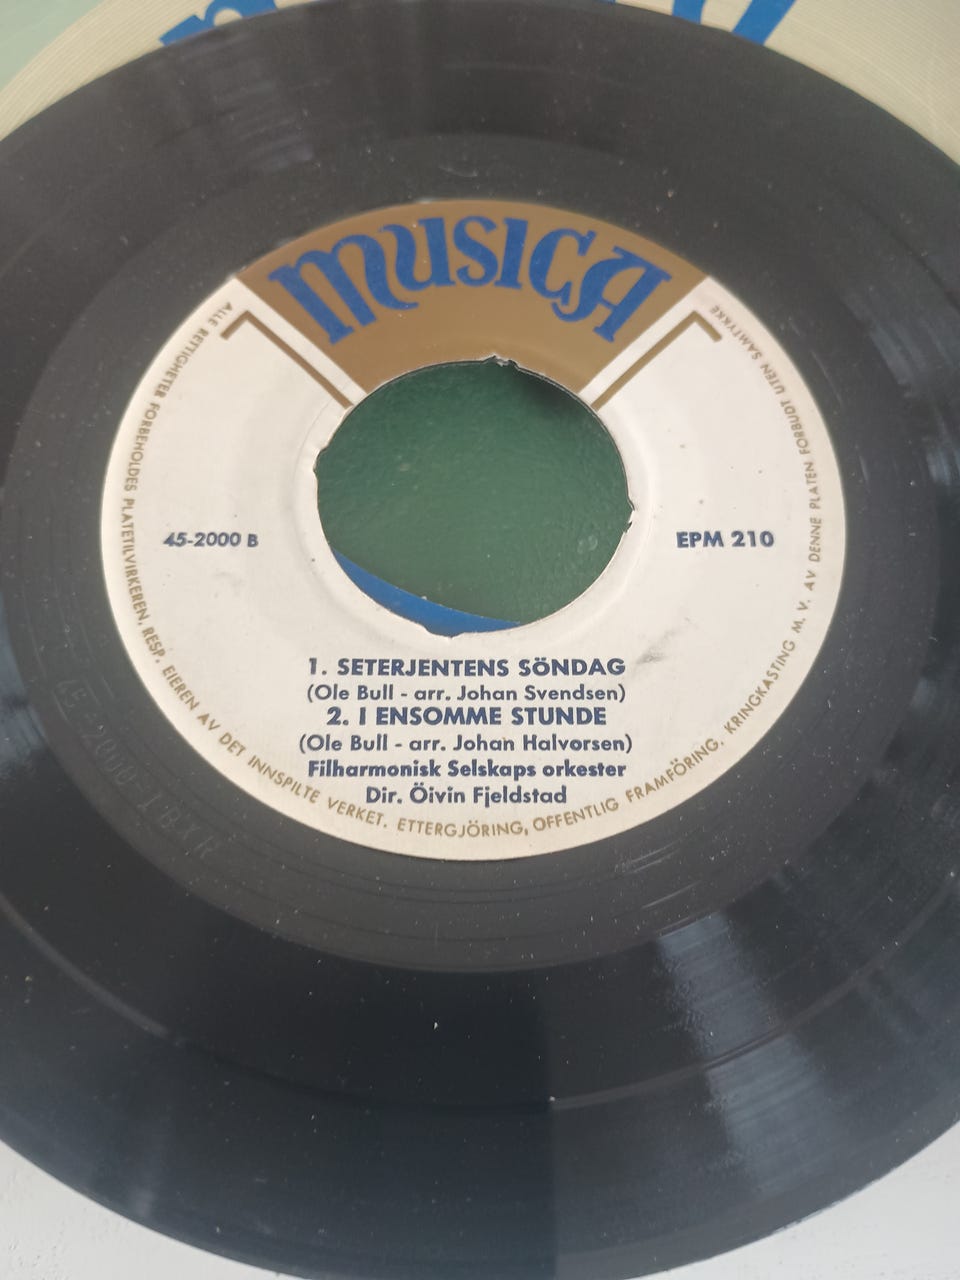 MUSICA
ALLE RETTIGHETER FORBEHOLDES PLATETILVIRKEREN, RESP. EIEREN AV DET INNSPILTE VERKET. ETTERGJÖRING, OFFENTLIG FRAMFÖRING, KRINGKASTING M. V. AV DENNE PLATEN FORBUDT UTEN SAMTYKKE
45-2000 B
EPM 210
1. SETERJENTENS SÖNDAG
(Ole Bull - arr. Johan Svendsen)
2. I ENSOMME STUNDE
(Ole Bull - arr. Johan Halvorsen)
Filharmonisk Selskaps orkester
Dir. Öivin Fjeldstad